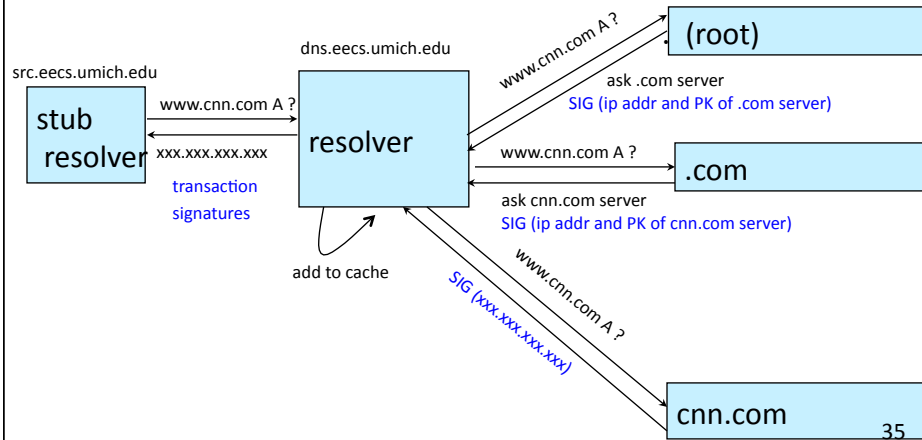 dns.eecs.umich.edu
src.eecs.umich.edu
stub
resolver
www.cnn.com A ?
xxx.xxx.xxx.xxx
transaction
signatures
resolver
add to cache
www.cnn.com A ?
. (root)
ask .com server
SIG (ip addr and PK of .com server)
www.cnn.com A ?
.com
ask cnn.com server
SIG (ip addr and PK of cnn.com server)
www.cnn.com A ?
SIG (xxx.xxx.xxx.xxx)
cnn.com
35